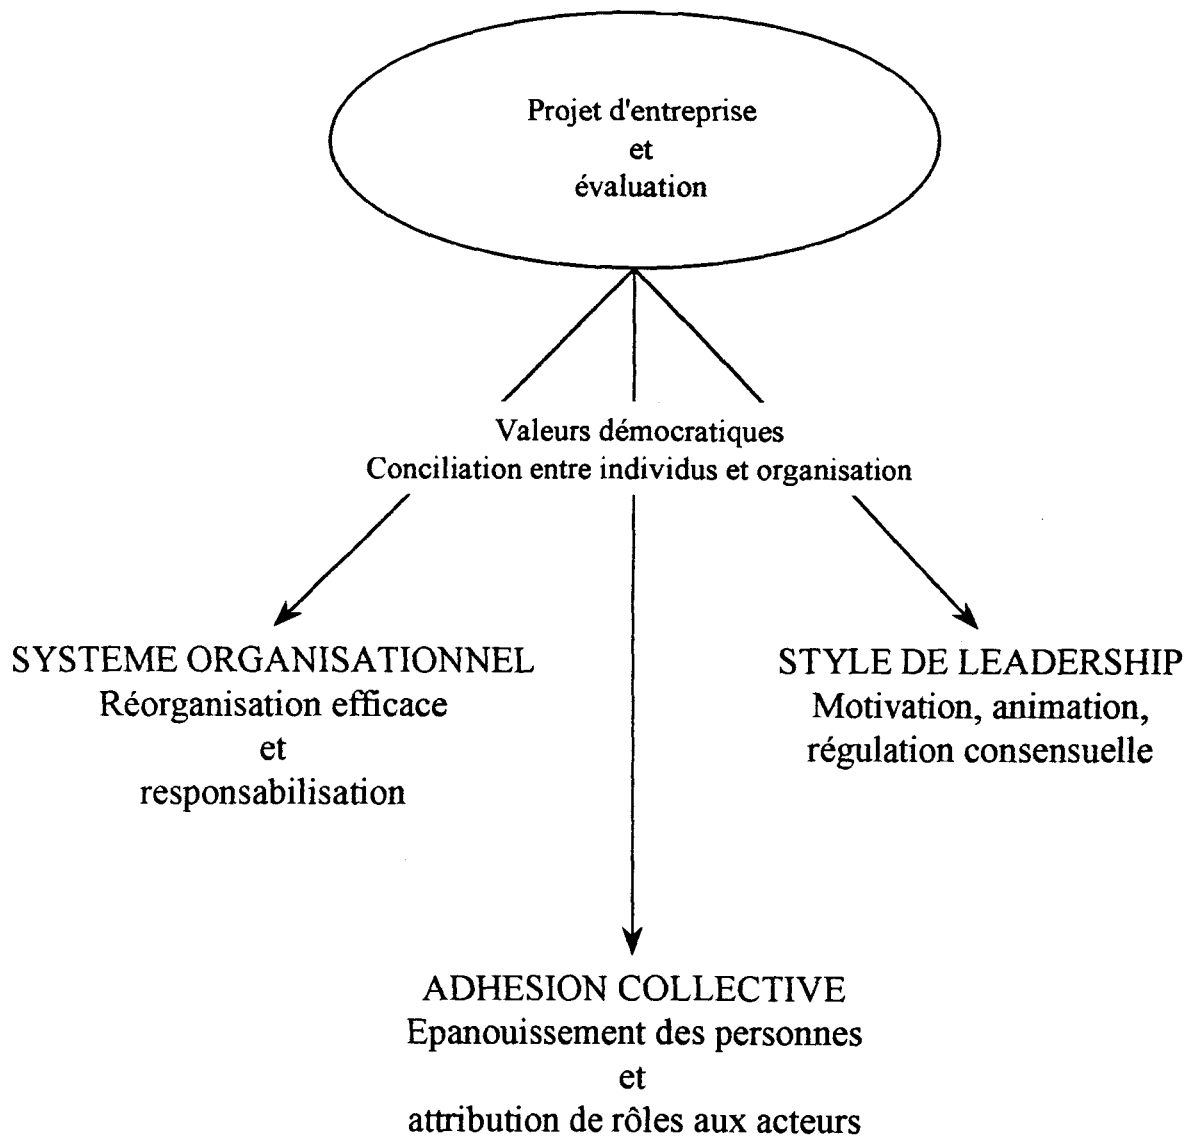 Projet d'entreprise
et
évaluation
Valeurs démocratiques
Conciliation entre individus et organisation
SYSTEME ORGANISATIONNEL
Réorganisation efficace
et
responsabilisation
STYLE DE LEADERSHIP
Motivation, animation,
régulation consensuelle
ADHESION COLLECTIVE
Epanouissement des personnes
et
attribution de rôles aux acteurs